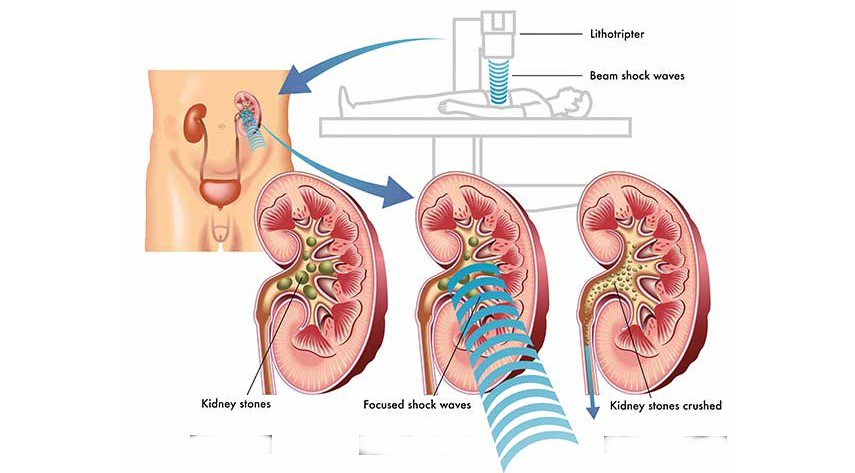 Lithotripter
Beam shock waves
Kidney stones
Focused shock waves
Kidney stones crushed